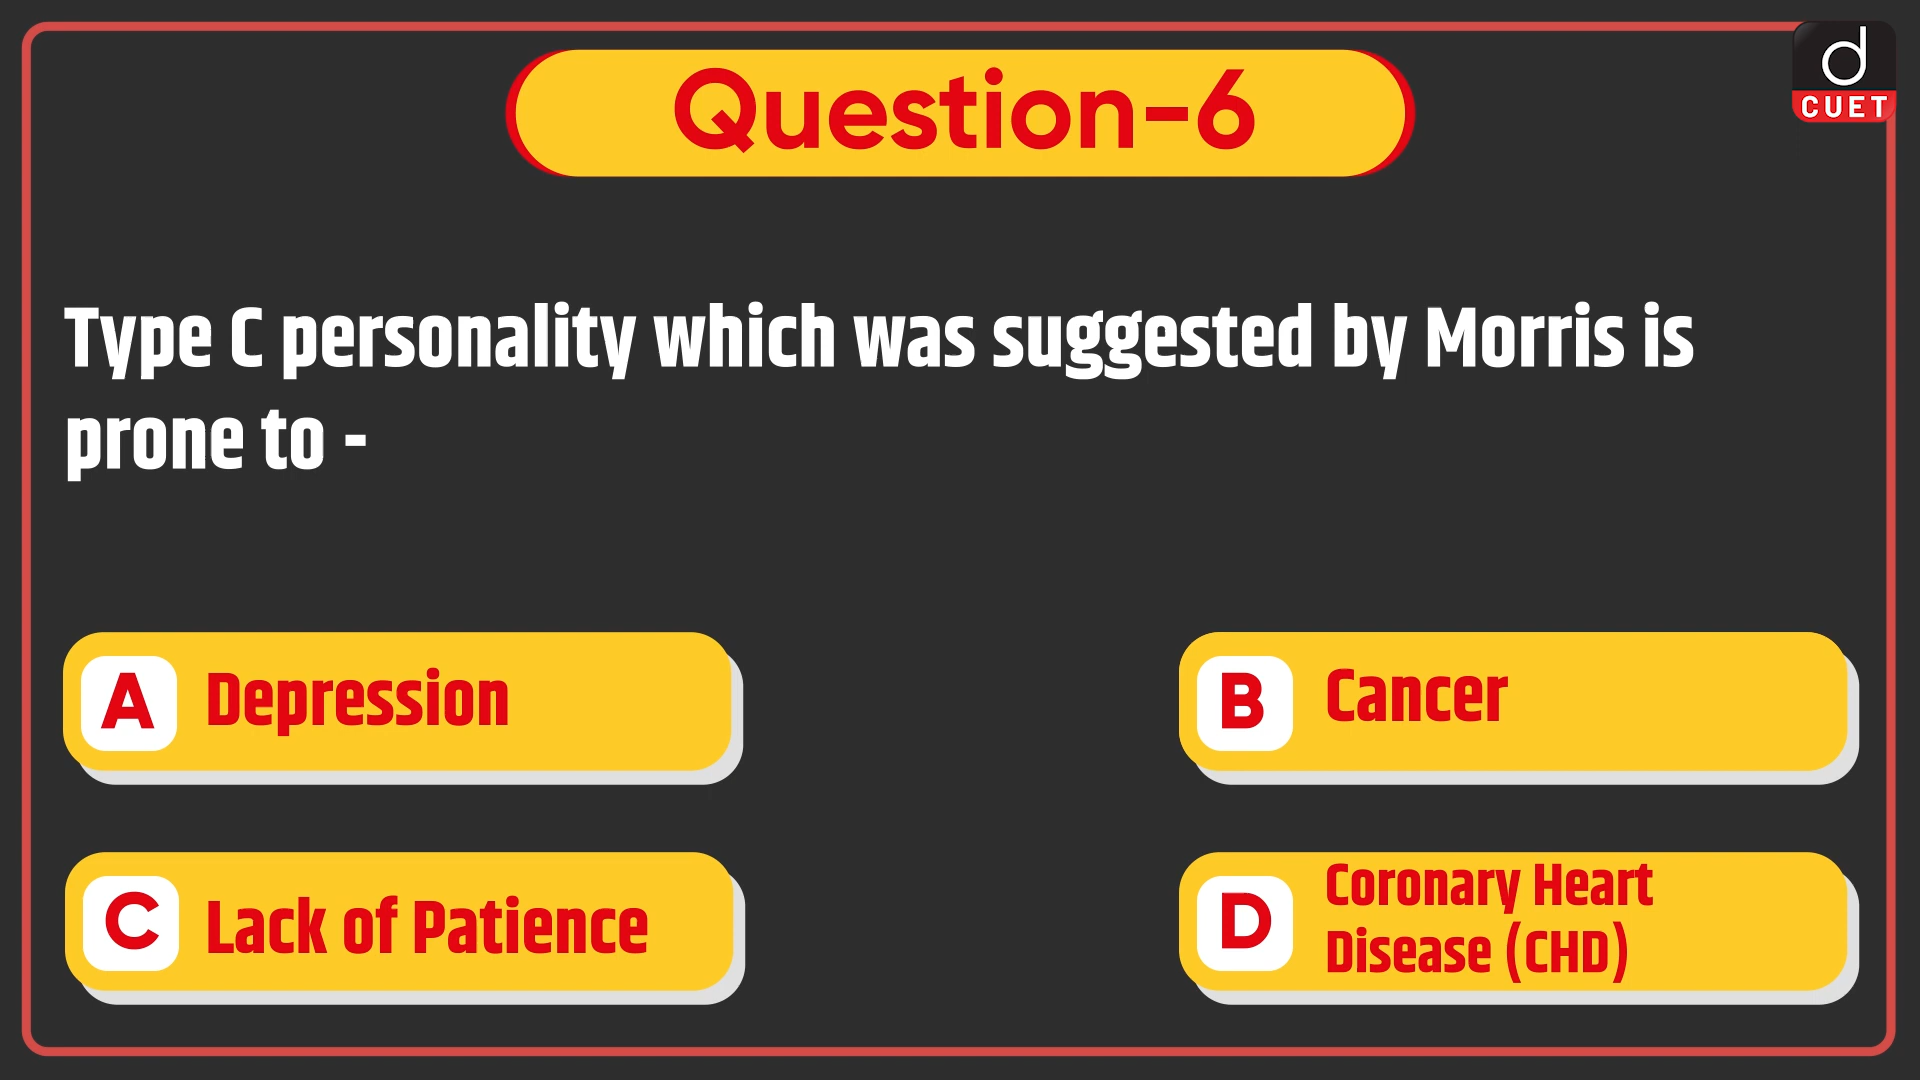 d
CUET
Question-6
Type C personality which was suggested by Morris is
prone to -
A Depression
B Cancer
C Lack of Patience
D Coronary Heart
Disease (CHD)